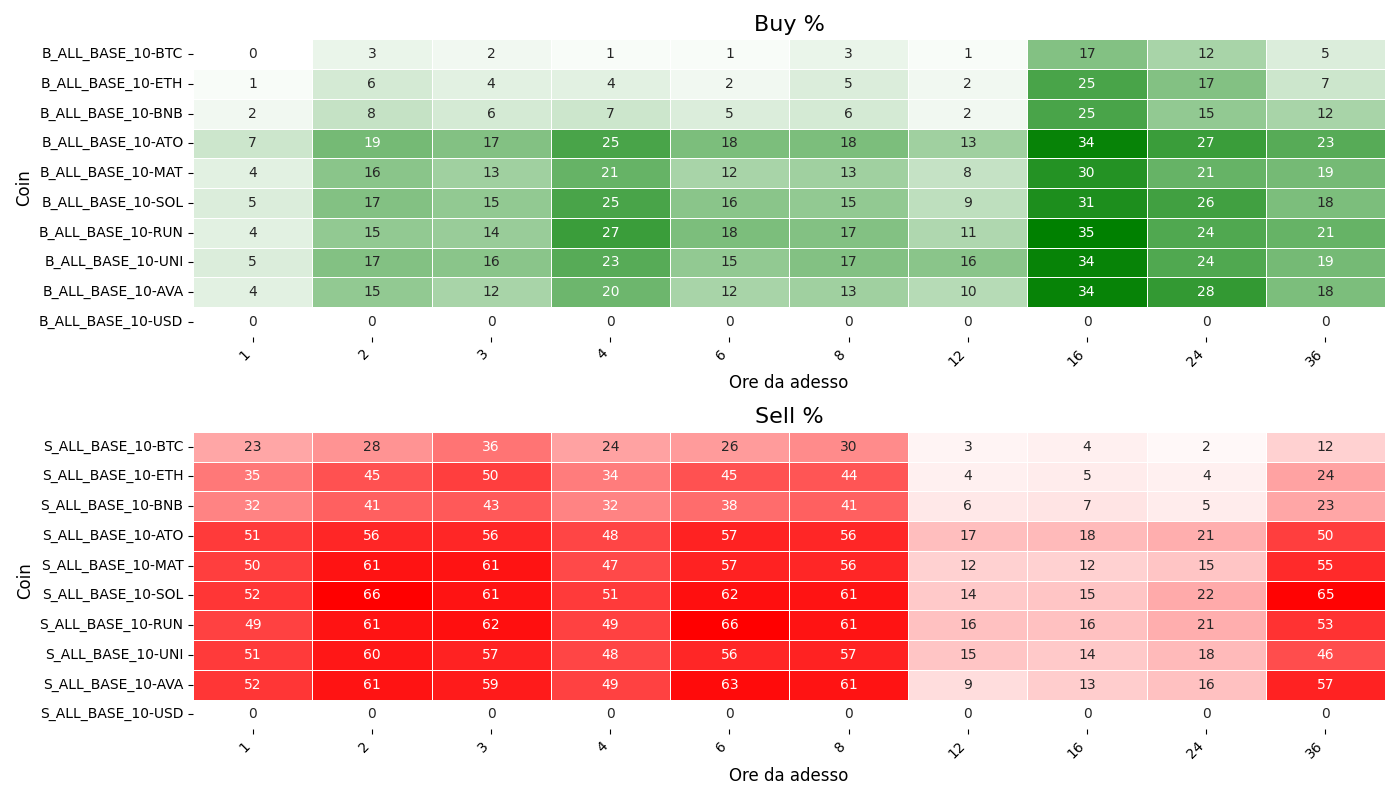 Buy %
Coin
B_ALL_BASE_10-BTC 0 3 2 1 1 3 1 17 12 5
B_ALL_BASE_10-ETH 1 6 4 4 2 5 2 25 17 7
B_ALL_BASE_10-BNB 2 8 6 7 5 6 2 25 15 12
B_ALL_BASE_10-ATO 7 19 17 25 18 18 13 34 27 23
B_ALL_BASE_10-MAT 4 16 13 21 12 13 8 30 21 19
B_ALL_BASE_10-SOL 5 17 15 25 16 15 9 31 26 18
B_ALL_BASE_10-RUN 4 15 14 27 18 17 11 35 24 21
B_ALL_BASE_10-UNI 5 17 16 23 15 17 16 34 24 19
B_ALL_BASE_10-AVA 4 15 12 20 12 13 10 34 28 18
B_ALL_BASE_10-USD 0 0 0 0 0 0 0 0 0 0
1 2 3 4 6 8 12 16 24 36
Ore da adesso
Sell %
Coin
S_ALL_BASE_10-BTC 23 28 36 24 26 30 3 4 2 12
S_ALL_BASE_10-ETH 35 45 50 34 45 44 4 5 4 24
S_ALL_BASE_10-BNB 32 41 43 32 38 41 6 7 5 23
S_ALL_BASE_10-ATO 51 56 56 48 57 56 17 18 21 50
S_ALL_BASE_10-MAT 50 61 61 47 57 56 12 12 15 55
S_ALL_BASE_10-SOL 52 66 61 51 62 61 14 15 22 65
S_ALL_BASE_10-RUN 49 61 62 49 66 61 16 16 21 53
S_ALL_BASE_10-UNI 51 60 57 48 56 57 15 14 18 46
S_ALL_BASE_10-AVA 52 61 59 49 63 61 9 13 16 57
S_ALL_BASE_10-USD 0 0 0 0 0 0 0 0 0 0
1 2 3 4 6 8 12 16 24 36
Ore da adesso